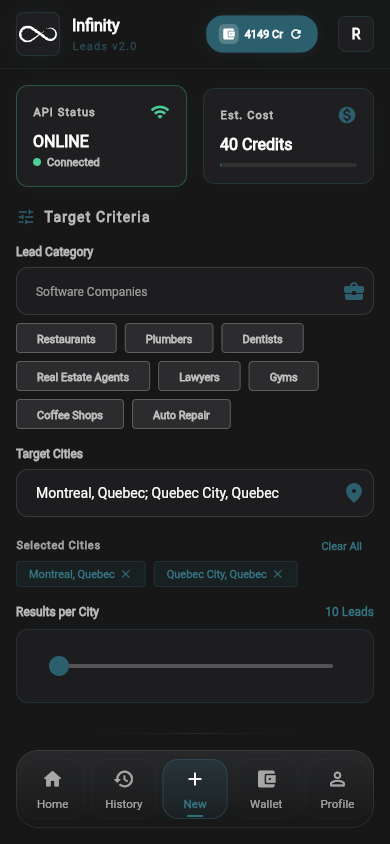 Infinity
Leads v2.0
4149 Cr
R
API Status
ONLINE
Connected
Est. Cost
40 Credits
Target Criteria
Lead Category
Software Companies
Restaurants
Plumbers
Dentists
Real Estate Agents
Lawyers
Gyms
Coffee Shops
Auto Repair
Target Cities
Montreal, Quebec; Quebec City, Quebec
Selected Cities
Clear All
Montreal, Quebec ×
Quebec City, Quebec ×
Results per City
10 Leads
Home
History
New
Wallet
Profile